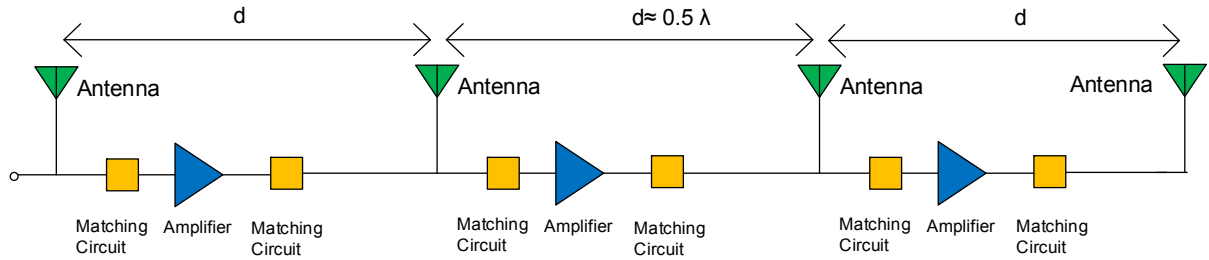 d
d≈ 0.5 λ
d
Antenna
Antenna
Antenna
Antenna
Matching
Circuit
Amplifier
Matching
Circuit
Matching
Circuit
Amplifier
Matching
Circuit
Matching
Circuit
Amplifier
Matching
Circuit